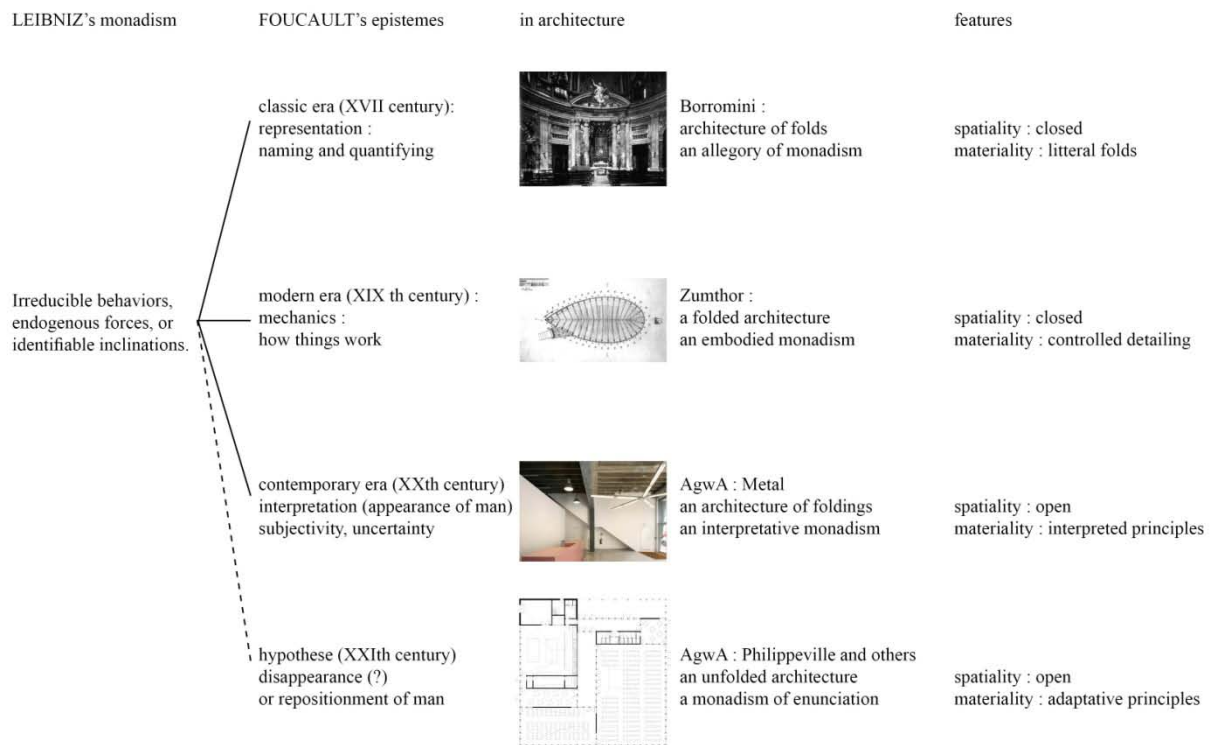 LEIBNIZ's monadism
FOUCAULT's epistemes
in architecture
features
classic era (XVII century):
representation :
naming and quantifying
Borromini :
architecture of folds
an allegory of monadism
spatiality : closed
materiality : litteral folds
Irreducible behaviors,
endogenous forces, or
identifiable inclinations.
modern era (XIX th century) :
mechanics :
how things work
Zumthor :
a folded architecture
an embodied monadism
spatiality : closed
materiality : controlled detailing
contemporary era (XXth century)
interpretation (appearance of man)
subjectivity, uncertainty
AgwA : Metal
an architecture of foldings
an interpretative monadism
spatiality : open
materiality : interpreted principles
hypothese (XXIth century)
disappearance (?)
or repositionment of man
AgwA : Philippeville and others
an unfolded architecture
a monadism of enunciation
spatiality : open
materiality : adaptative principles